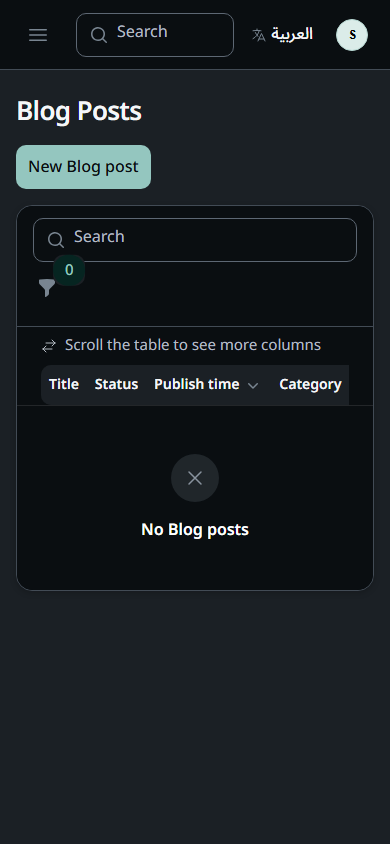 Search
العربية
S
Blog Posts
New Blog post
Search
0
Scroll the table to see more columns
Title Status Publish time Category
No Blog posts